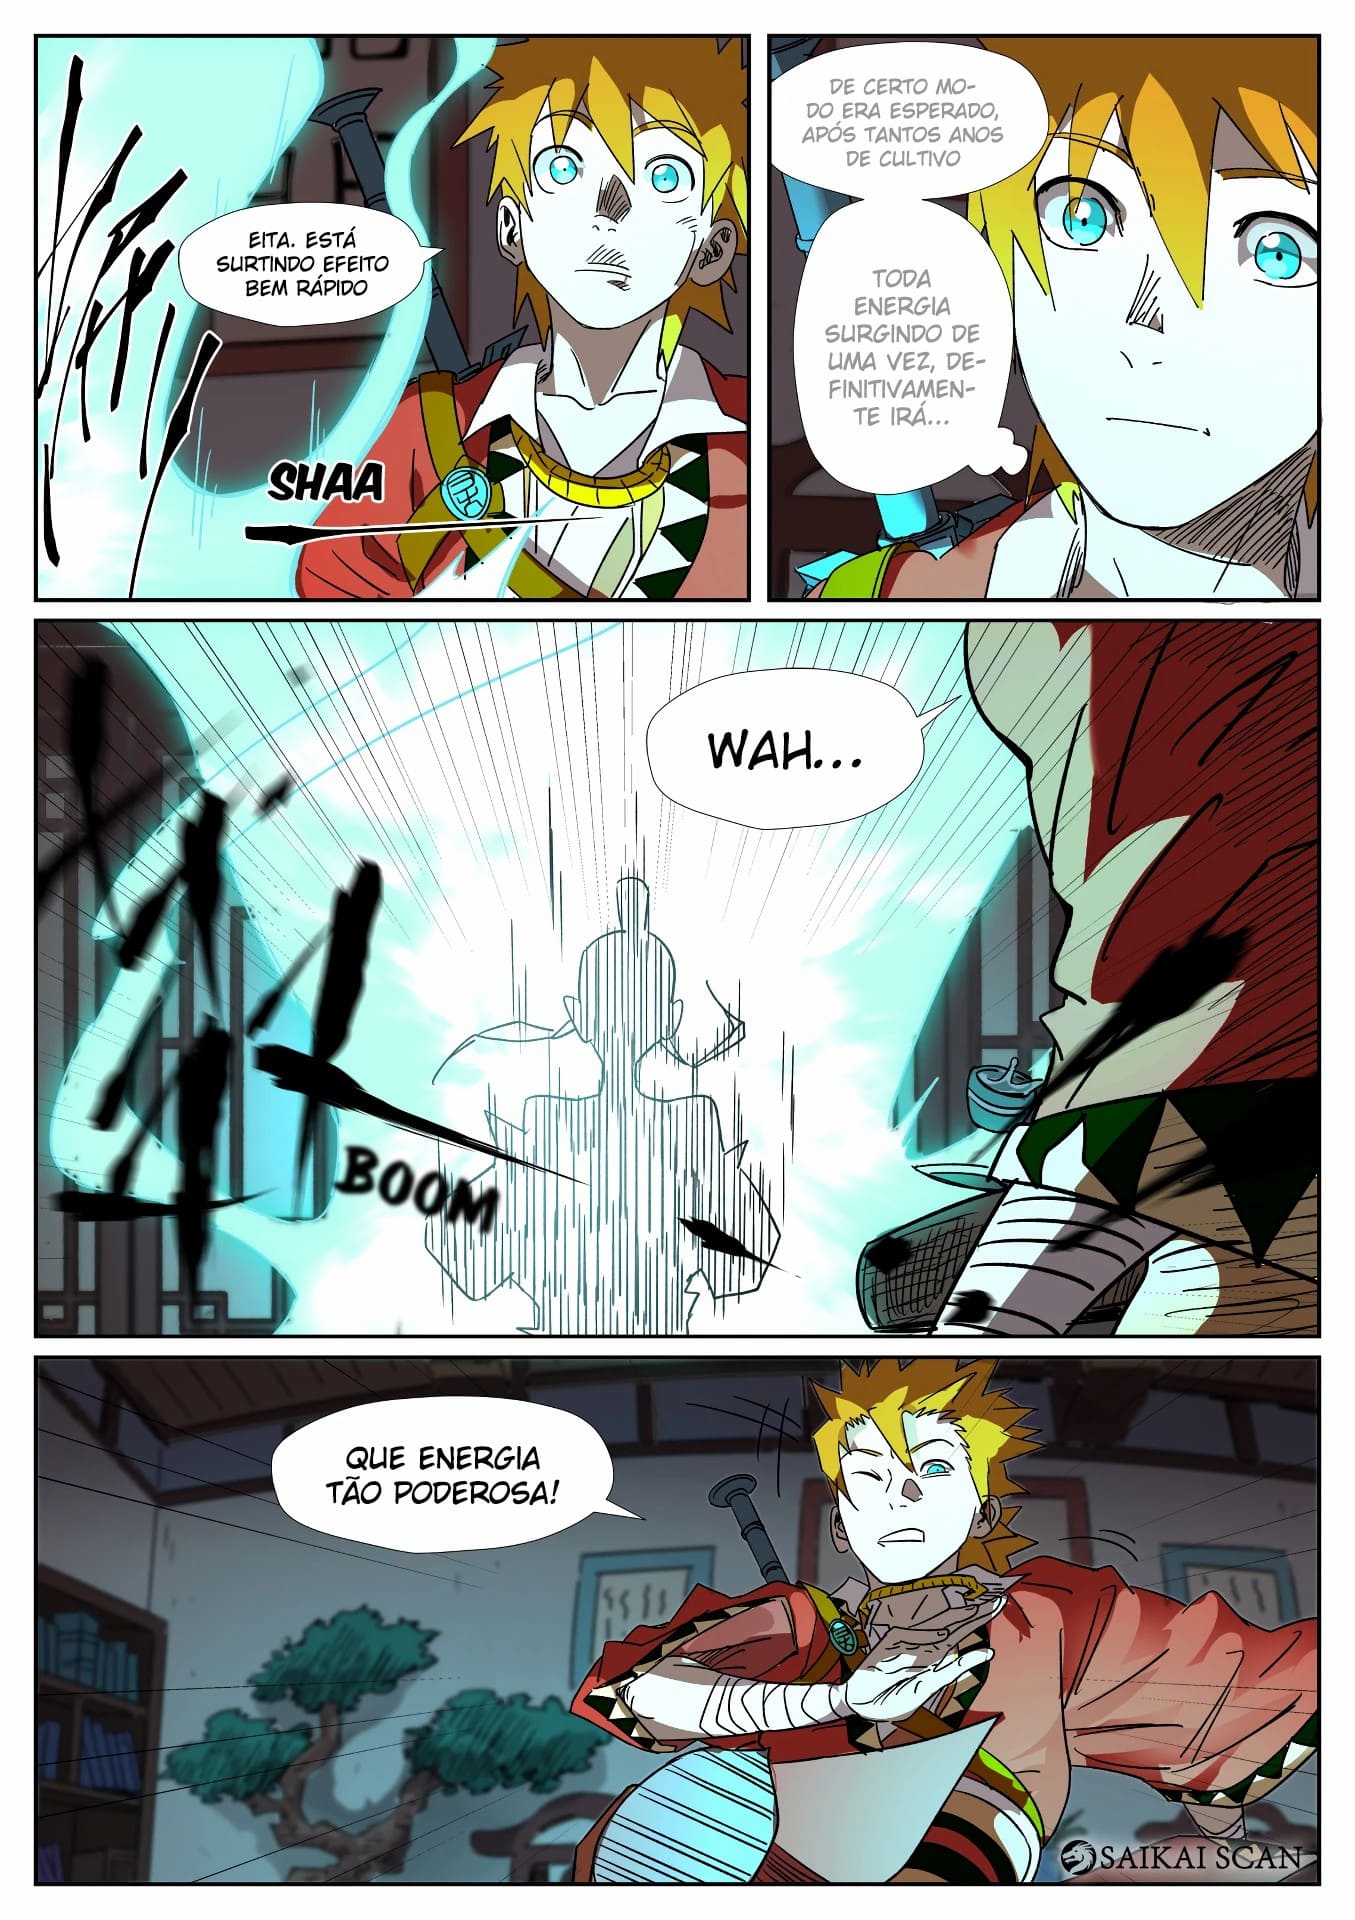 EITA. ESTÁ
SURTINDO EFEITO
BEM RÁPIDO
SHAA
DE CERTO MO-
DO ERA ESPERADO,
APÓS TANTOS ANOS
DE CULTIVO
TODA
ENERGIA
SURGINDO DE
UMA VEZ, DE-
FINITIVAMEN-
TE IRÁ...
WAH...
BOOM
QUE ENERGIA
TÃO PODEROSA!
SAIKAI SCAN